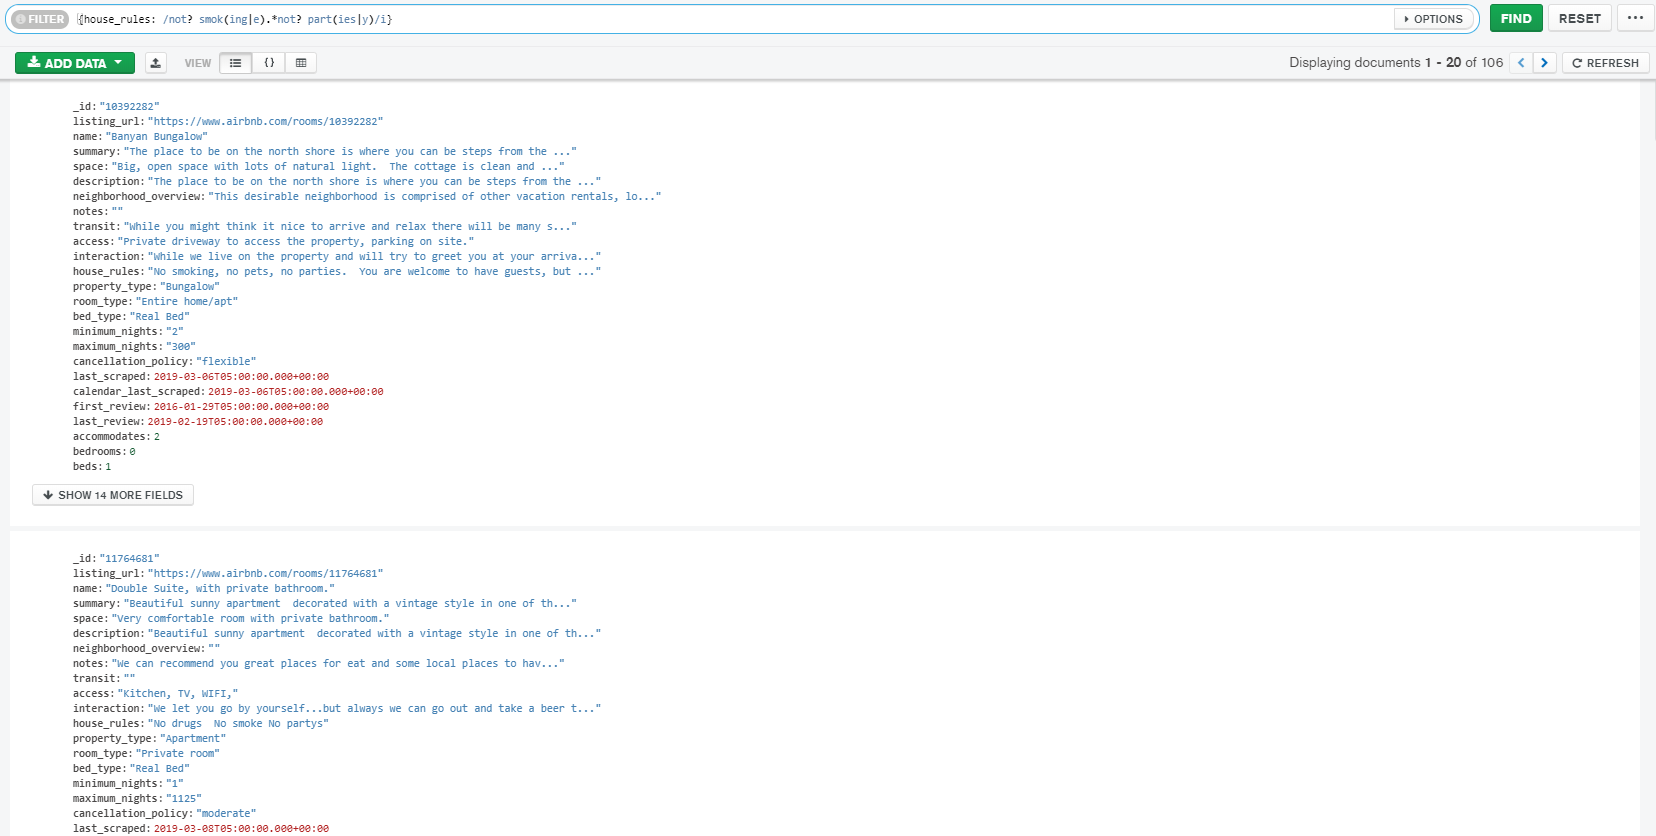 FILTER {house_rules: /not? smok(ing|e).*not? part(ies|y)/i} OPTIONS FIND RESET ...
ADD DATA VIEW {} Displaying documents 1 - 20 of 106 < > REFRESH
_id: "10392282"
listing_url: "https://www.airbnb.com/rooms/10392282"
name: "Banyan Bungalow"
summary: "The place to be on the north shore is where you can be steps from the ..."
space: "Big, open space with lots of natural light.  The cottage is clean and ..."
description: "The place to be on the north shore is where you can be steps from the ..."
neighborhood_overview: "This desirable neighborhood is comprised of other vacation rentals, lo..."
notes: ""
transit: "While you might think it nice to arrive and relax there will be many s..."
access: "Private driveway to access the property, parking on site."
interaction: "While we live on the property and will try to greet you at your arriva..."
house_rules: "No smoking, no pets, no parties.  You are welcome to have guests, but ..."
property_type: "Bungalow"
room_type: "Entire home/apt"
bed_type: "Real Bed"
minimum_nights: "2"
maximum_nights: "300"
cancellation_policy: "flexible"
last_scraped: 2019-03-06T05:00:00.000+00:00
calendar_last_scraped: 2019-03-06T05:00:00.000+00:00
first_review: 2016-01-29T05:00:00.000+00:00
last_review: 2019-02-19T05:00:00.000+00:00
accommodates: 2
bedrooms: 0
beds: 1
SHOW 14 MORE FIELDS
_id: "11764681"
listing_url: "https://www.airbnb.com/rooms/11764681"
name: "Double Suite, with private bathroom."
summary: "Beautiful sunny apartment  decorated with a vintage style in one of th..."
space: "Very comfortable room with private bathroom."
description: "Beautiful sunny apartment  decorated with a vintage style in one of th..."
neighborhood_overview: ""
notes: "We can recommend you great places for eat and some local places to hav..."
transit: ""
access: "Kitchen, TV, WIFI,"
interaction: "We let you go by yourself...but always we can go out and take a beer t..."
house_rules: "No drugs  No smoke No partys"
property_type: "Apartment"
room_type: "Private room"
bed_type: "Real Bed"
minimum_nights: "1"
maximum_nights: "1125"
cancellation_policy: "moderate"
last_scraped: 2019-03-08T05:00:00.000+00:00